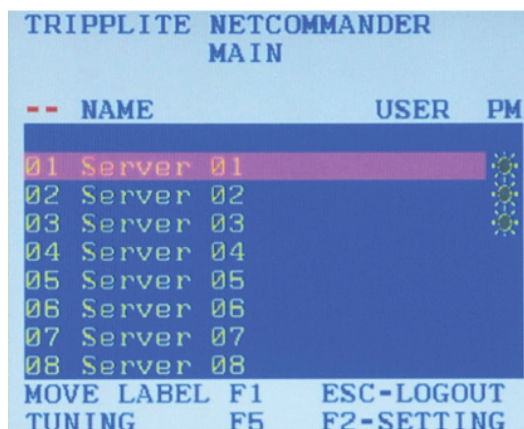 TRIPPLITE NETCOMMANDER
MAIN
-- NAME USER PM
01 Server 01
02 Server 02
03 Server 03
04 Server 04
05 Server 05
06 Server 06
07 Server 07
08 Server 08
MOVE LABEL F1 ESC-LOGOUT
TUNING F5 F2-SETTING